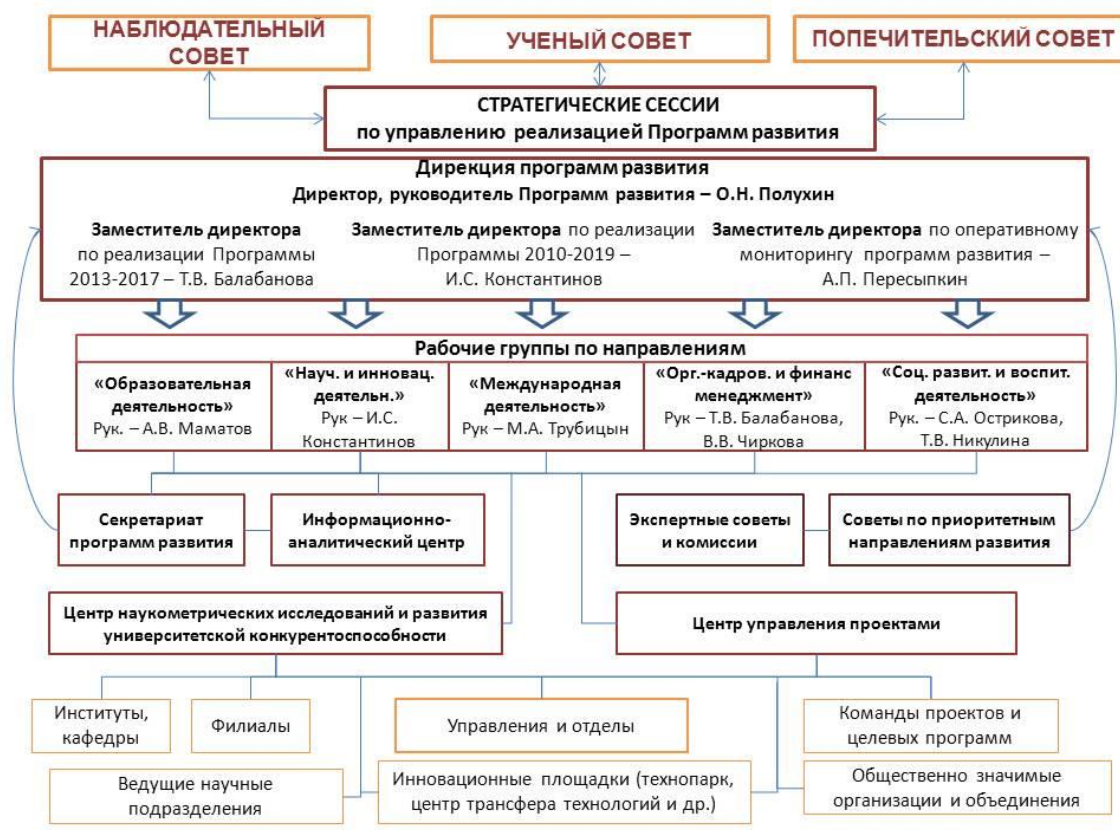 НАБЛЮДАТЕЛЬНЫЙ
СОВЕТ
УЧЕНЫЙ СОВЕТ
ПОПЕЧИТЕЛЬСКИЙ СОВЕТ
СТРАТЕГИЧЕСКИЕ СЕССИИ
по управлению реализацией Программ развития
Дирекция программ развития
Директор, руководитель Программ развития – О.Н. Полухин
Заместитель директора
по реализации Программы
2013-2017 – Т.В. Балабанова
Заместитель директора по реализации
Программы 2010-2019 –
И.С. Константинов
Заместитель директора по оперативному
мониторингу программ развития –
А.П. Пересыпкин
Рабочие группы по направлениям
«Образовательная
деятельность»
Рук. – А.В. Маматов
«Науч. и инновац.
деятельн.»
Рук – И.С.
Константинов
«Международная
деятельность»
Рук – М.А. Трубицын
«Орг.-кадров. и финанс
менеджмент»
Рук – Т.В. Балабанова,
В.В. Чиркова
«Соц. развит. и воспит.
деятельность»
Рук. – С.А. Острикова,
Т.В. Никулина
Секретариат
программ развития
Информационно-
аналитический центр
Экспертные советы
и комиссии
Советы по приоритетным
направлениям развития
Центр наукометрических исследований и развития
университетской конкурентоспособности
Центр управления проектами
Институты,
кафедры
Филиалы
Управления и отделы
Команды проектов и
целевых программ
Ведущие научные
подразделения
Инновационные площадки (технопарк,
центр трансфера технологий и др.)
Общественно значимые
организации и объединения